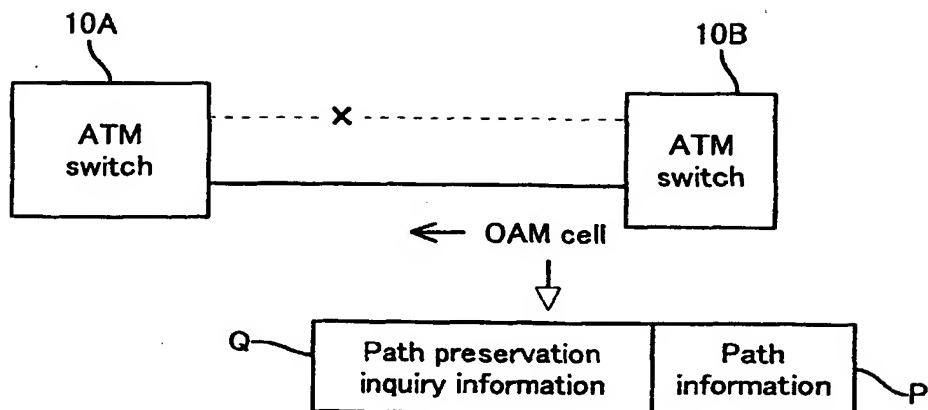 10A
10B
ATM
switch
×
ATM
switch
OAM cell
Q
Path preservation
inquiry information
Path
information
P